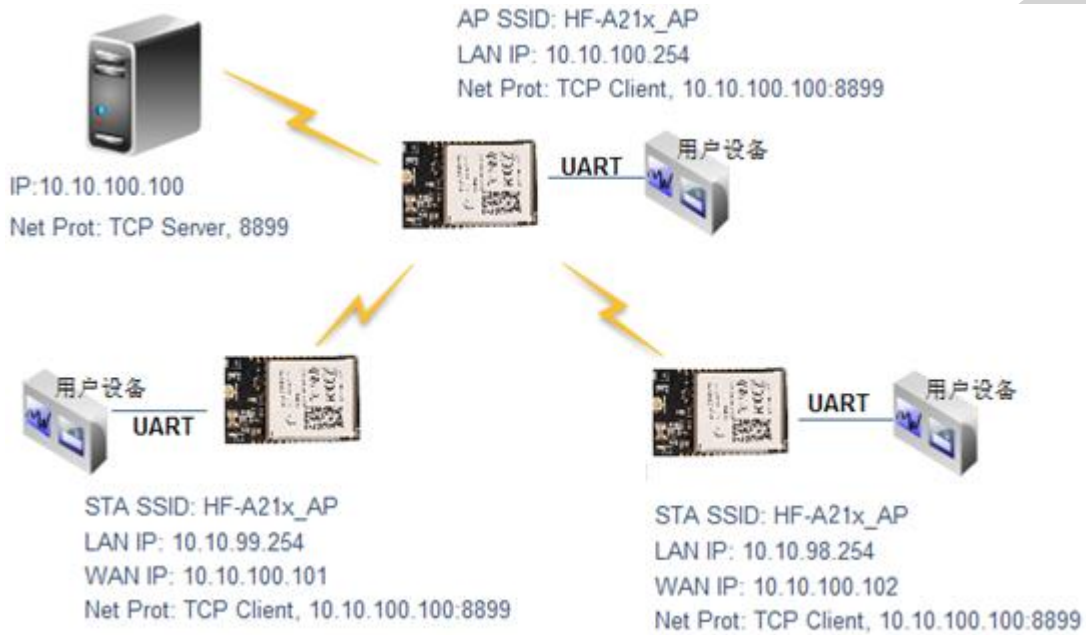 AP SSID: HF-A21x_AP
LAN IP: 10.10.100.254
Net Prot: TCP Client, 10.10.100.100:8899
IP:10.10.100.100
Net Prot: TCP Server, 8899
UART
用户设备
用户设备
UART
UART
用户设备
STA SSID: HF-A21x_AP
LAN IP: 10.10.99.254
WAN IP: 10.10.100.101
Net Prot: TCP Client, 10.10.100.100:8899
STA SSID: HF-A21x_AP
LAN IP: 10.10.98.254
WAN IP: 10.10.100.102
Net Prot: TCP Client, 10.10.100.100:8899